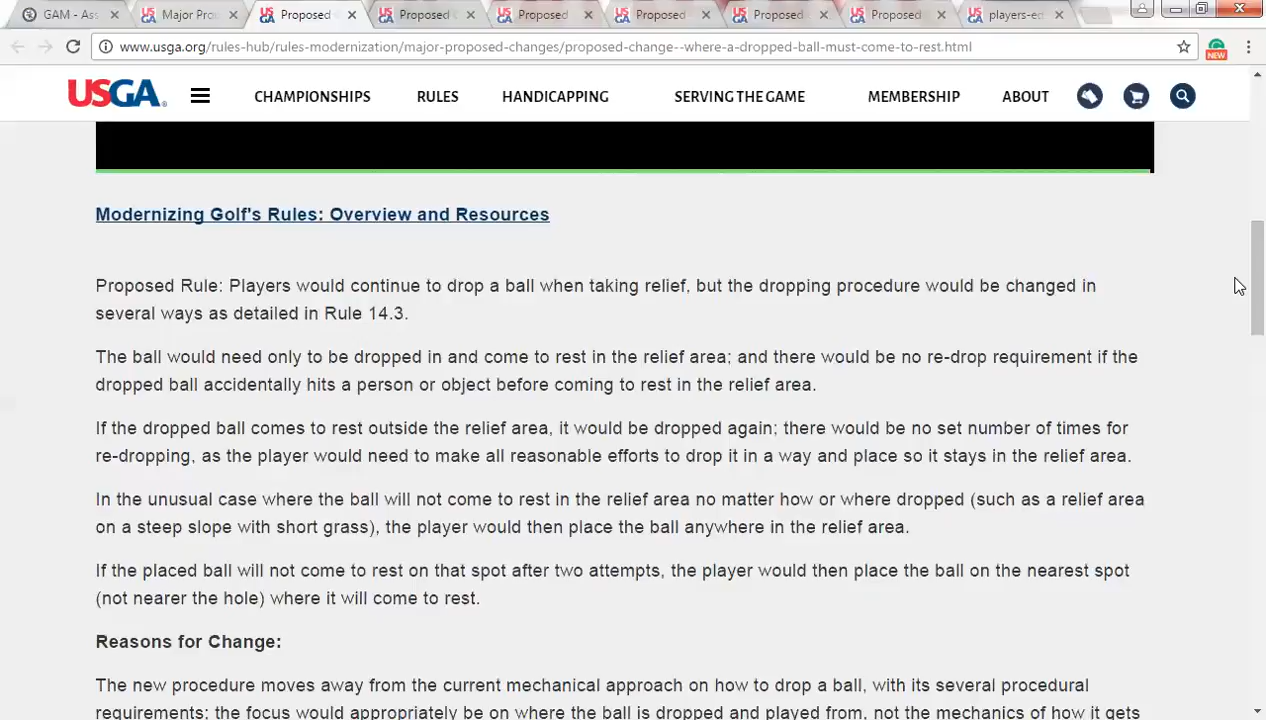 GAM - Ass
Major Pro
Proposed
Proposed
Proposed
Proposed
Proposed
Proposed
players-ed
www.usga.org/rules-hub/rules-modernization/major-proposed-changes/proposed-change--where-a-dropped-ball-must-come-to-rest.html
NEW
USGA
CHAMPIONSHIPS
RULES
HANDICAPPING
SERVING THE GAME
MEMBERSHIP
ABOUT
Modernizing Golf's Rules: Overview and Resources
Proposed Rule: Players would continue to drop a ball when taking relief, but the dropping procedure would be changed in
several ways as detailed in Rule 14.3.
The ball would need only to be dropped in and come to rest in the relief area; and there would be no re-drop requirement if the
dropped ball accidentally hits a person or object before coming to rest in the relief area.
If the dropped ball comes to rest outside the relief area, it would be dropped again; there would be no set number of times for
re-dropping, as the player would need to make all reasonable efforts to drop it in a way and place so it stays in the relief area.
In the unusual case where the ball will not come to rest in the relief area no matter how or where dropped (such as a relief area
on a steep slope with short grass), the player would then place the ball anywhere in the relief area.
If the placed ball will not come to rest on that spot after two attempts, the player would then place the ball on the nearest spot
(not nearer the hole) where it will come to rest.
Reasons for Change:
The new procedure moves away from the current mechanical approach on how to drop a ball, with its several procedural
requirements; the focus would appropriately be on where the ball is dropped and played from, not the mechanics of how it gets